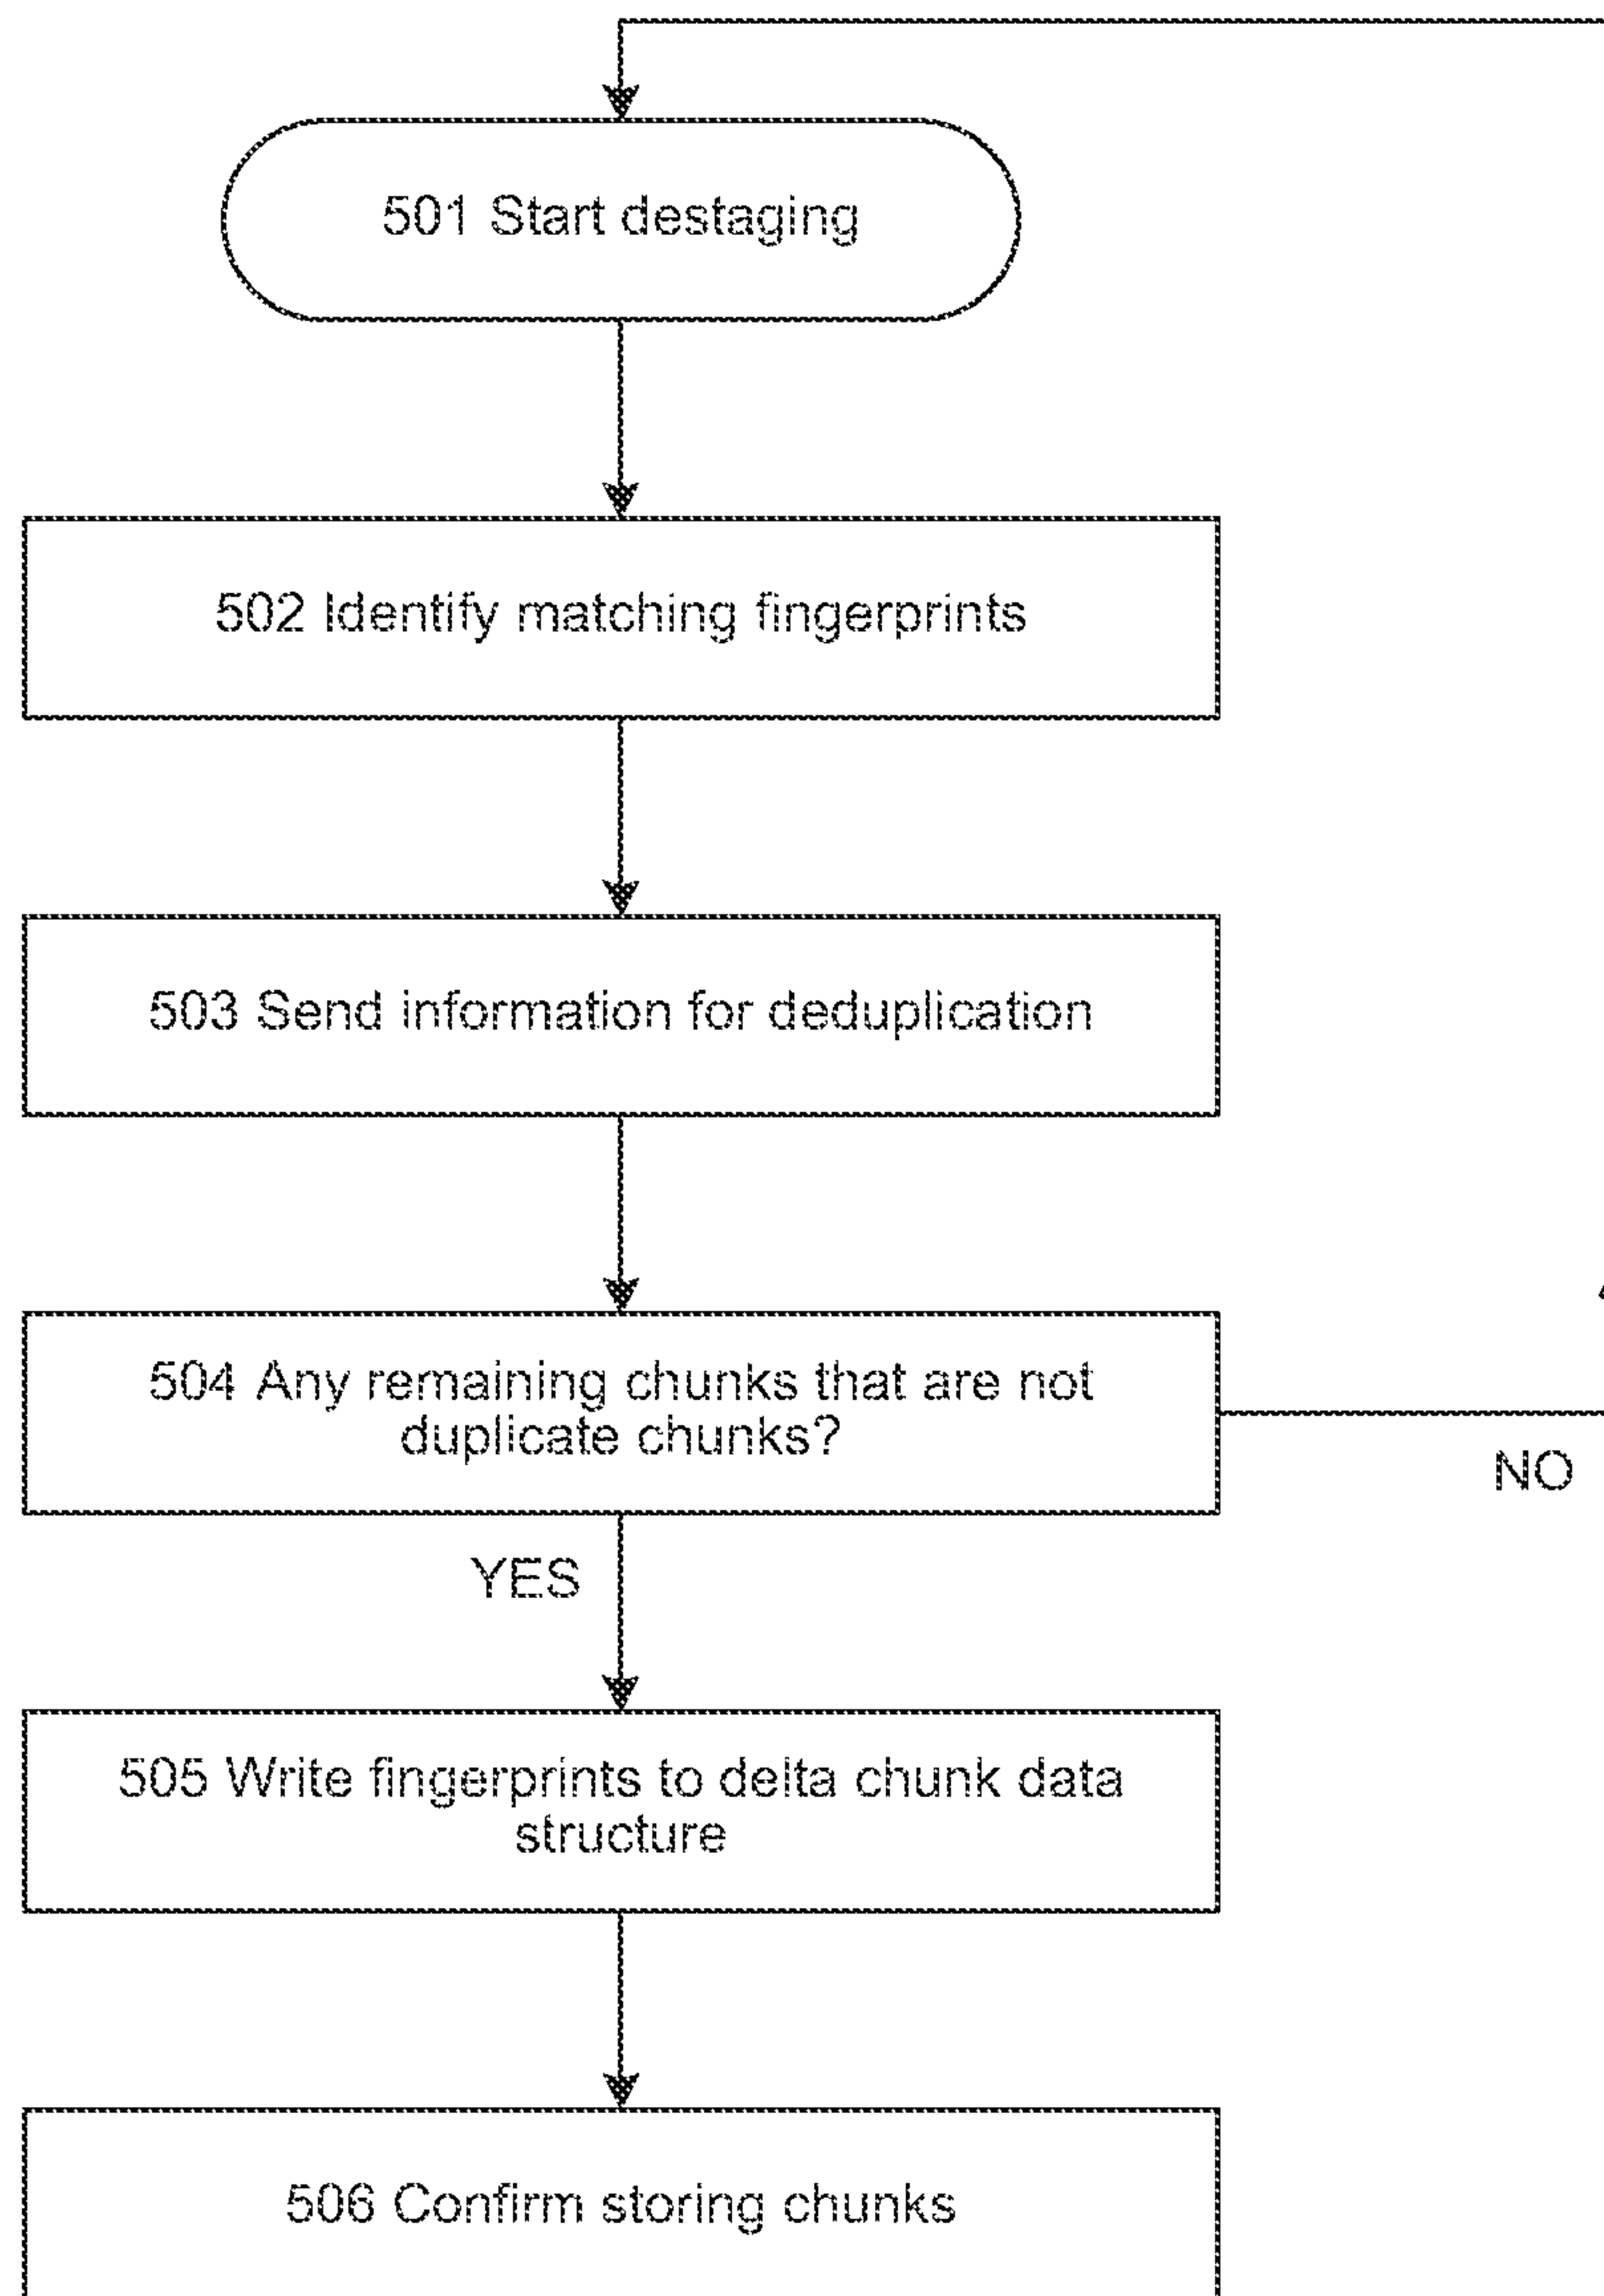 501 Start destaging
502 Identify matching fingerprints
503 Send information for deduplication
504 Any remaining chunks that are not
duplicate chunks?
NO
YES
505 Write fingerprints to delta chunk data
structure
506 Confirm storing chunks